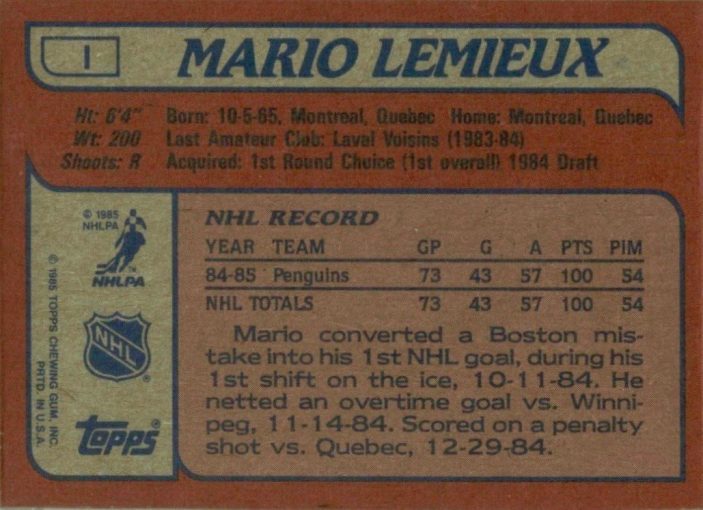 1
MARIO LEMIEUX
Ht: 6'4" Born: 10-5-65, Montreal, Quebec Home: Montreal, Quebec
Wt: 200 Last Amateur Club: Laval Voisins (1983-84)
Shoots: R Acquired: 1st Round Choice (1st overall) 1984 Draft
© 1985
NHLPA
NHLPA
NHL
topps
© 1985 TOPPS CHEWING GUM, INC.
PRTD IN U.S.A.
NHL RECORD
YEAR TEAM GP G A PTS PIM
84-85 Penguins 73 43 57 100 54
NHL TOTALS 73 43 57 100 54
Mario converted a Boston mis-
take into his 1st NHL goal, during his
1st shift on the ice, 10-11-84. He
netted an overtime goal vs. Winni-
peg, 11-14-84. Scored on a penalty
shot vs. Quebec, 12-29-84.